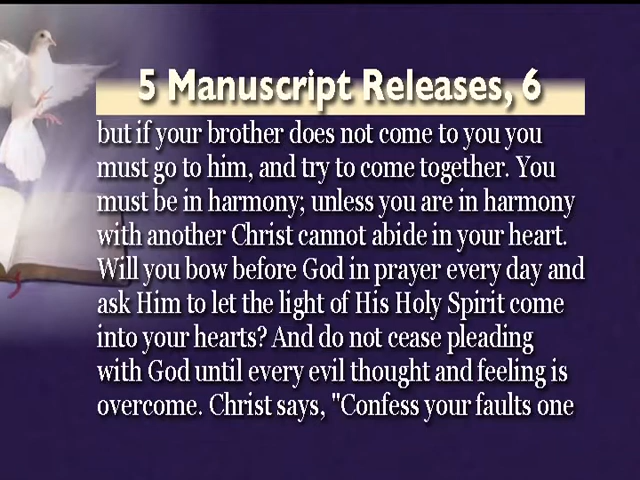 5 Manuscript Releases, 6
but if your brother does not come to you you
must go to him, and try to come together. You
must be in harmony; unless you are in harmony
with another Christ cannot abide in your heart.
Will you bow before God in prayer every day and
ask Him to let the light of His Holy Spirit come
into your hearts? And do not cease pleading
with God until every evil thought and feeling is
overcome. Christ says, "Confess your faults one